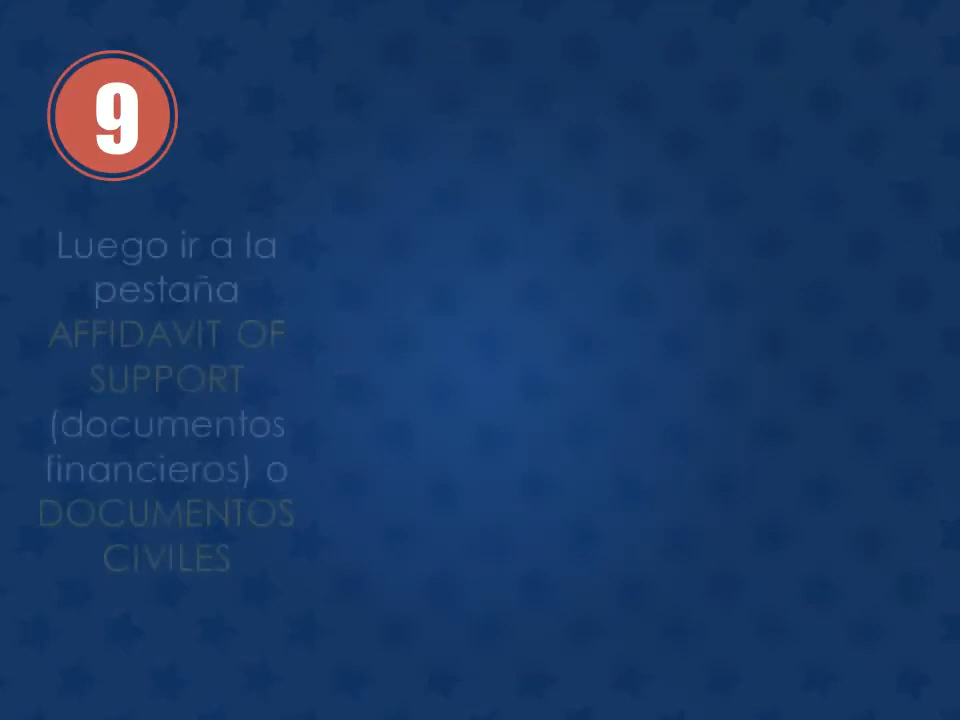 9
Luego ir a la
pestaña
AFFIDAVIT OF
SUPPORT
(documentos
financieros) o
DOCUMENTOS
CIVILES